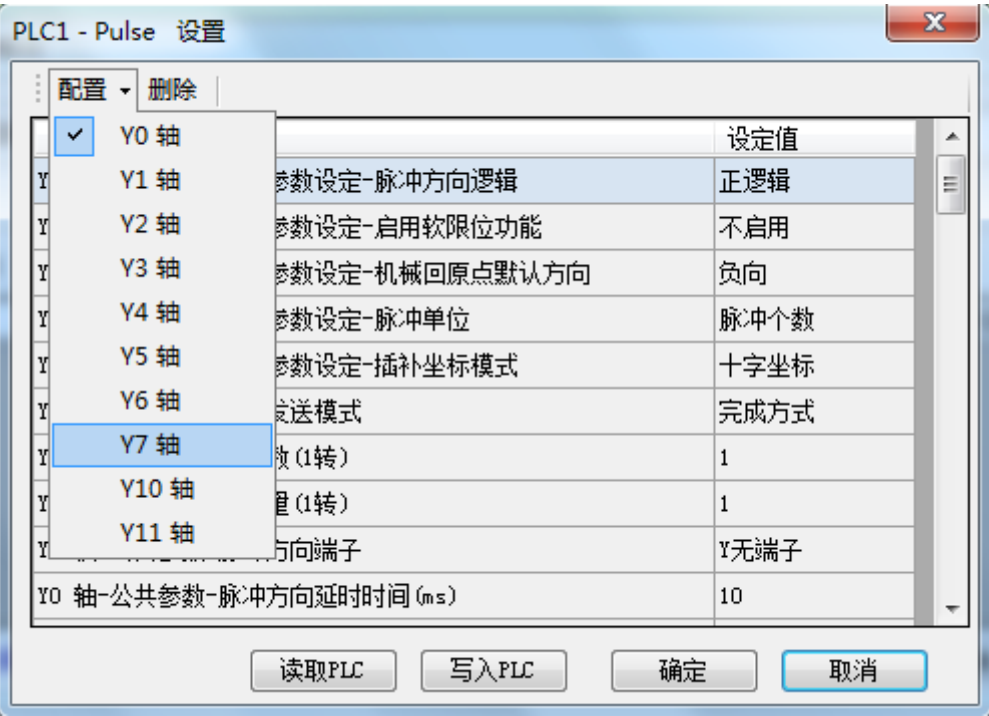 PLC1 - Pulse 设置
配置 删除
设定值
Y0 轴
Y1 轴
参数设定-脉冲方向逻辑 正逻辑
Y2 轴
参数设定-启用软限位功能 不启用
Y3 轴
参数设定-机械回原点默认方向 负向
Y4 轴
参数设定-脉冲单位 脉冲个数
Y5 轴
参数设定-插补坐标模式 十字坐标
Y6 轴
发送模式 完成方式
Y7 轴
数(1转) 1
Y10 轴
量(1转) 1
Y11 轴
方向端子 Y无端子
Y0 轴-公共参数-脉冲方向延时时间(ms) 10
读取PLC 写入PLC 确定 取消